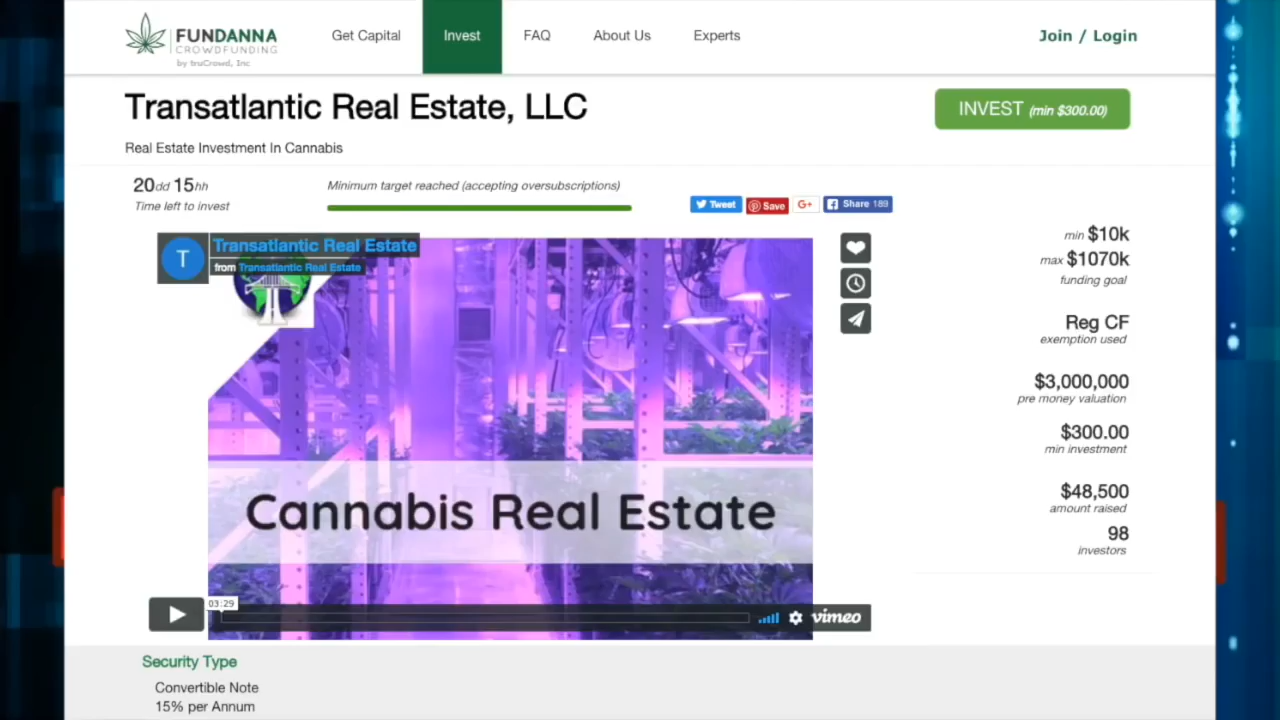 FUNDANNA
CROWDFUNDING
by truCrowd, Inc
Get Capital
Invest
FAQ
About Us
Experts
Join / Login
Transatlantic Real Estate, LLC
INVEST (min $300.00)
Real Estate Investment In Cannabis
20dd 15hh
Time left to invest
Minimum target reached (accepting oversubscriptions)
Tweet
Save
G+
Share 189
T
Transatlantic Real Estate
from Transatlantic Real Estate
min $10k
max $1070k
funding goal
Reg CF
exemption used
$3,000,000
pre money valuation
$300.00
min investment
$48,500
amount raised
98
investors
Cannabis Real Estate
03:29
vimeo
Security Type
Convertible Note
15% per Annum